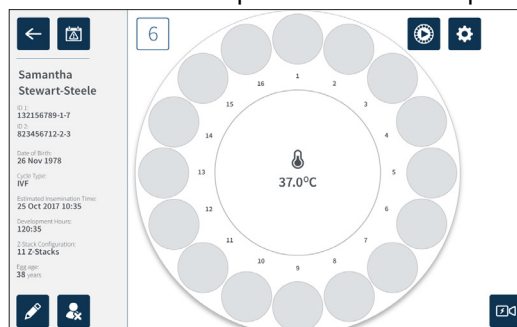 6
Samantha
Stewart-Steele
ID 1:
132156789-1-7
ID 2:
823456712-2-3
Date of Birth:
26 Nov 1978
Cycle Type:
IVF
Estimated Insemination Time:
25 Oct 2017 10:35
Development Hours:
120:35
Z-Stack Configuration:
11 Z-Stacks
Egg age:
38 years
1
2
3
4
5
6
7
8
9
10
11
12
13
14
15
16
37.0°C